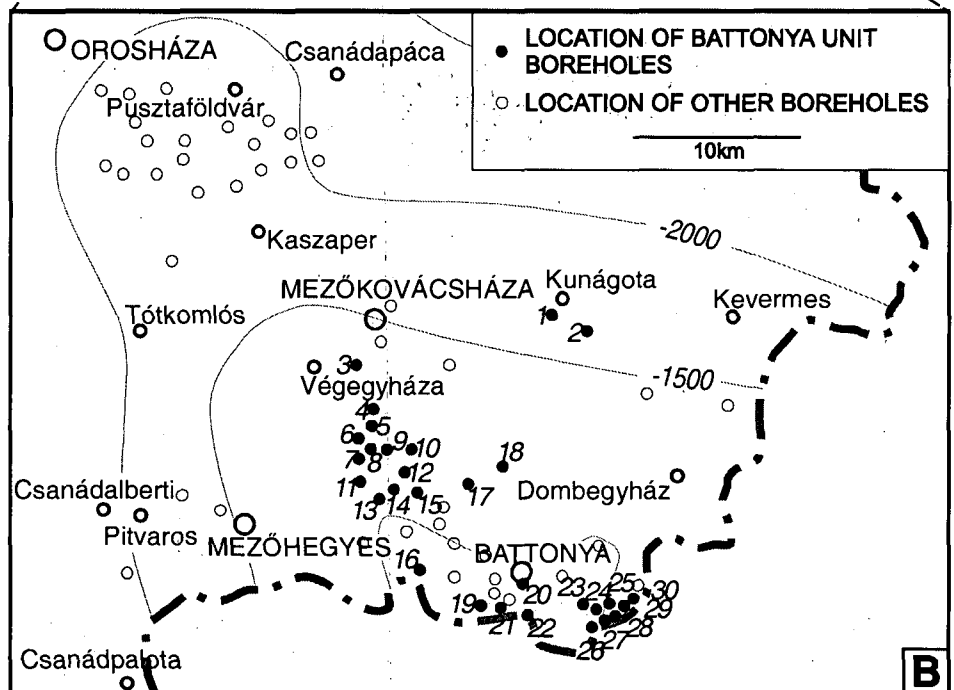 LOCATION OF BATTONYA UNIT
BOREHOLES
LOCATION OF OTHER BOREHOLES
10km
OROSHÁZA
Csanádapáca
Pusztaföldvár
Kaszaper
-2000
MEZŐKOVÁCSHÁZA
Kunágota
Kevermes
Tótkomlós
1
2
3
Végegyháza
-1500
4
5
6
7
8
9
10
11
12
13
14
15
16
17
18
Dombegyház
Csanádalberti
Pitvaros
MEZŐHEGYES
BATTONYA
19
20
21
22
23
24
25
30
29
28
27
26
Csanádpalota
B